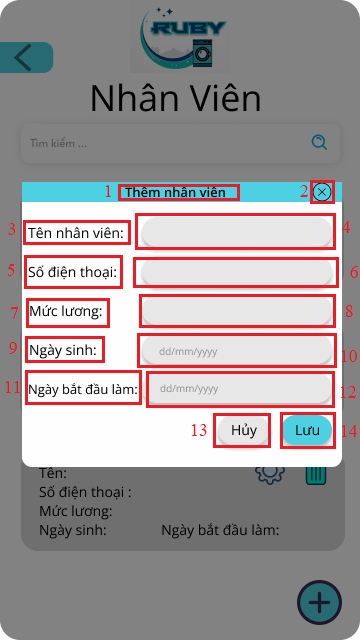 RUBY
Nhân Viên
Tìm kiếm ...
1 Thêm nhân viên 2
3 Tên nhân viên: 4
5 Số điện thoại: 6
7 Mức lương: 8
9 Ngày sinh: dd/mm/yyyy 10
11 Ngày bắt đầu làm: dd/mm/yyyy 12
13 Hủy Lưu 14
Tên:
Số điện thoại :
Mức lương:
Ngày sinh: Ngày bắt đầu làm: